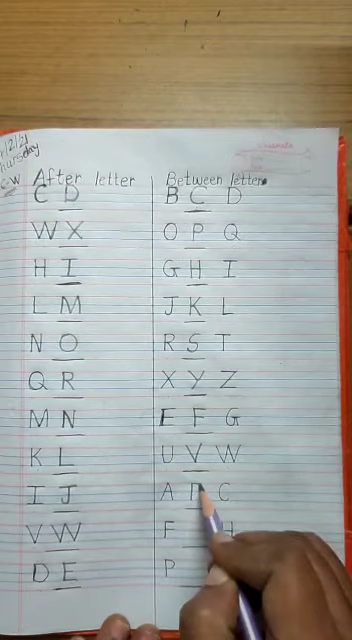 Thursday
C.W After letter Between letter
C D B C D
W X O P Q
H I G H I
L M J K L
N O R S T
Q R X Y Z
M N E F G
K L U V W
I J A C
V W F H
D E P